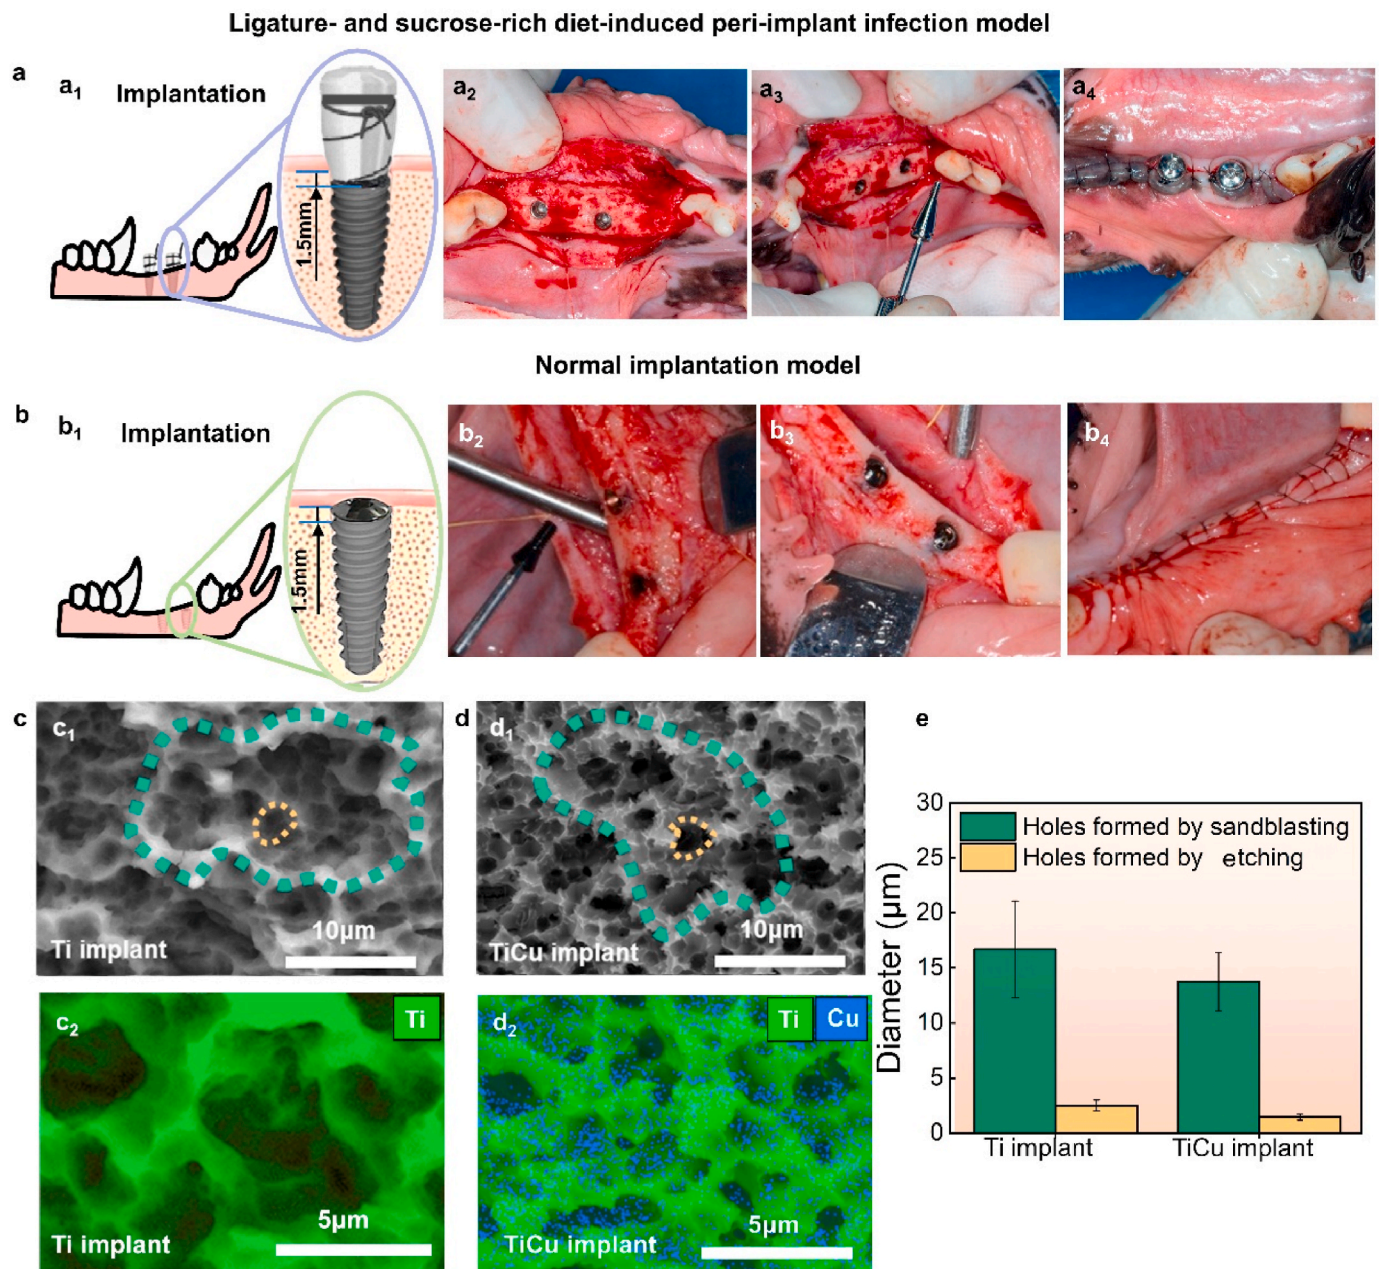 Ligature- and sucrose-rich diet-induced peri-implant infection model
a
a1 Implantation
1.5mm
a2
a3
a4
Normal implantation model
b
b1 Implantation
1.5mm
b2
b3
b4
c
c1
10µm
Ti implant
c2
Ti
5µm
Ti implant
d
d1
10µm
TiCu implant
d2
Ti Cu
5µm
TiCu implant
e
Diameter (µm)
30
25
20
15
10
5
0
Holes formed by sandblasting
Holes formed by etching
Ti implant TiCu implant